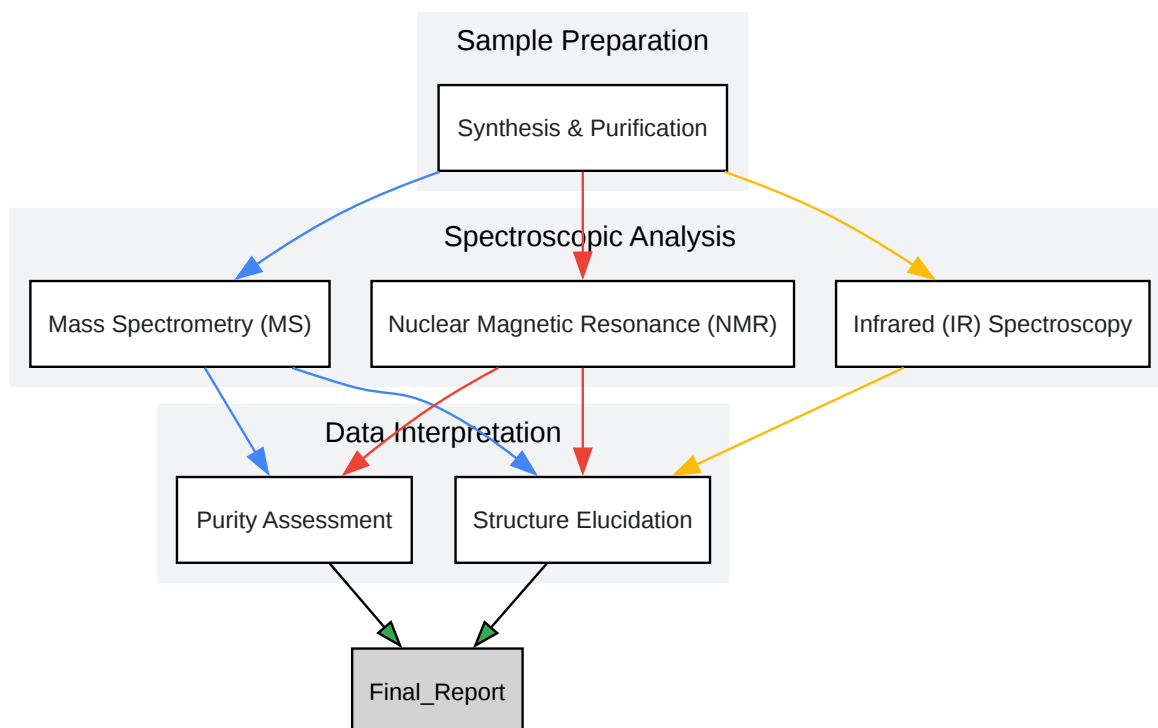 Sample Preparation
Synthesis & Purification
Spectroscopic Analysis
Mass Spectrometry (MS)
Nuclear Magnetic Resonance (NMR)
Infrared (IR) Spectroscopy
Data Interpretation
Purity Assessment
Structure Elucidation
Final_Report